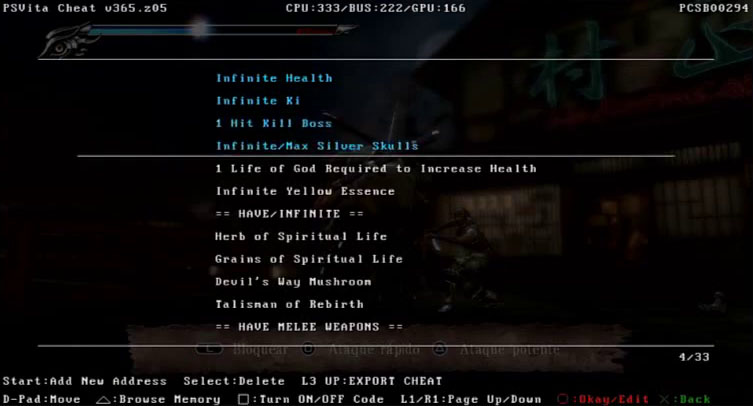 PSVita Cheat v365.z05 CPU:333/BUS:222/GPU:166 PCSB00294
Infinite Health
Infinite Ki
1 Hit Kill Boss
Infinite/Max Silver Skulls
1 Life of God Required to Increase Health
Infinite Yellow Essence
== HAVE/INFINITE ==
Herb of Spiritual Life
Grains of Spiritual Life
Devil's Way Mushroom
Talisman of Rebirth
== HAVE MELEE WEAPONS ==
L Bloquear Ataque rápido Ataque potente
4/33
Start:Add New Address Select:Delete L3 UP:EXPORT CHEAT
D-Pad:Move △:Browse Memory □:Turn ON/OFF Code L1/R1:Page Up/Down ○:Okay/Edit ×:Back